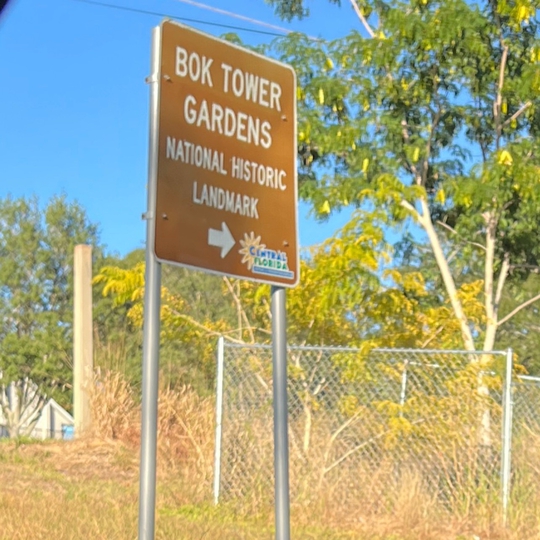 BOK TOWER
GARDENS
NATIONAL HISTORIC
LANDMARK
CENTRAL
FLORIDA